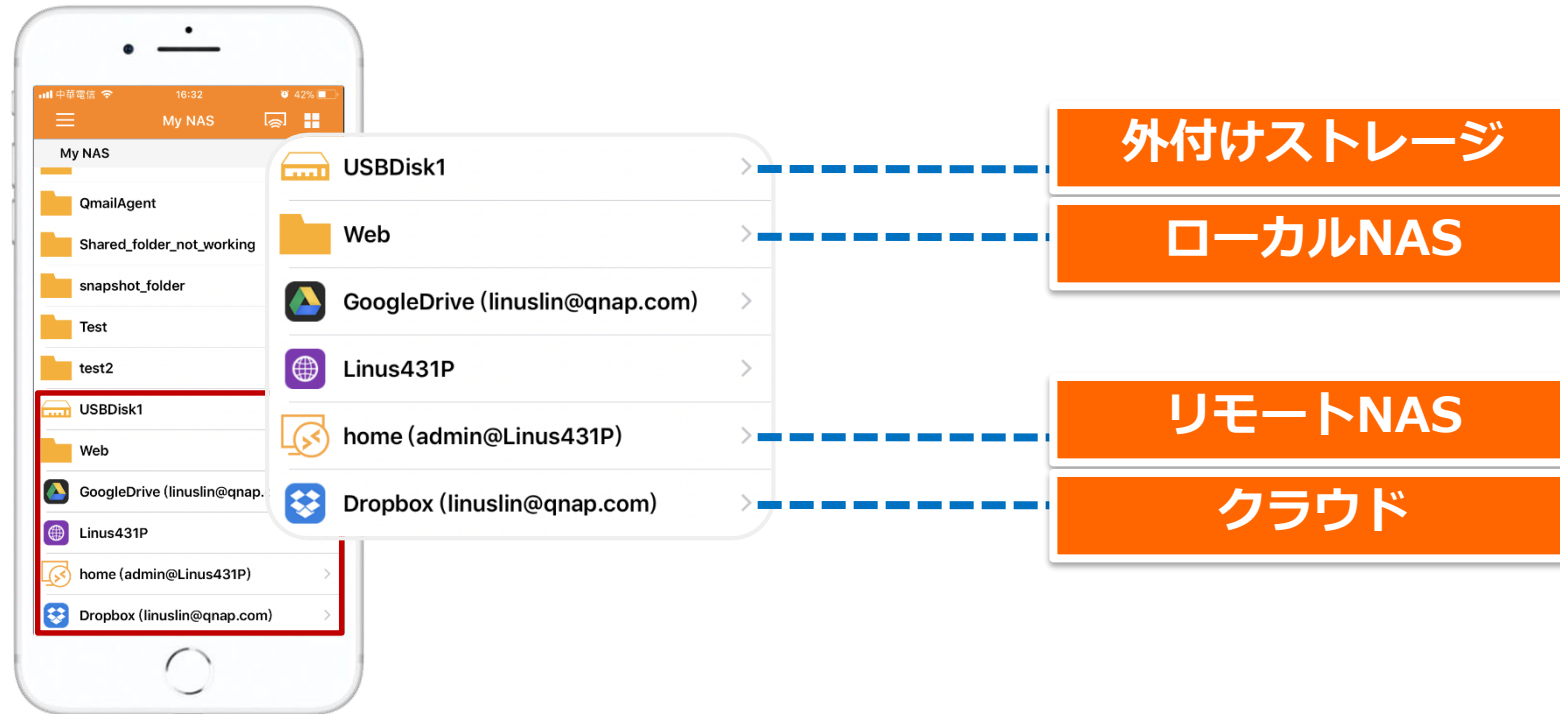 中華電信 16:32 42%
My NAS
My NAS
QmailAgent
Shared_folder_not_working
snapshot_folder
Test
test2
USBDisk1
Web
GoogleDrive (linuslin@qnap.
Linus431P
home (admin@Linus431P)
Dropbox (linuslin@qnap.com)
USBDisk1
Web
GoogleDrive (linuslin@qnap.com)
Linus431P
home (admin@Linus431P)
Dropbox (linuslin@qnap.com)
外付けストレージ
ローカルNAS
リモートNAS
クラウド